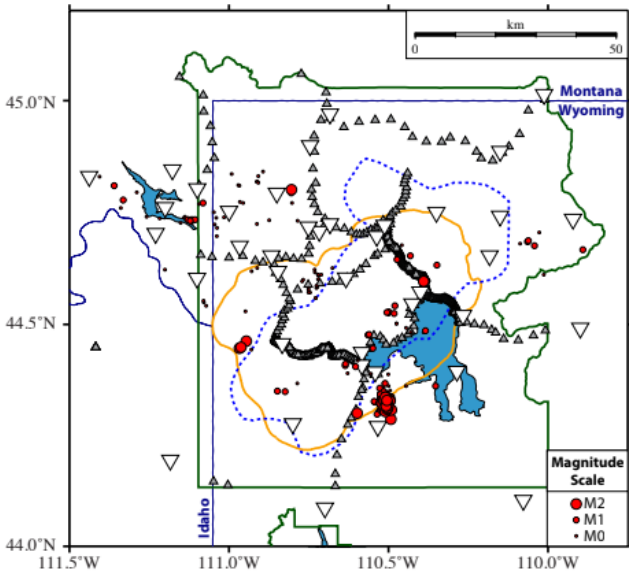 km
0
50
Montana
Wyoming
45.0°N
44.5°N
Magnitude
Scale
M2
M1
M0
Idaho
44.0°N
111.5°W
111.0°W
110.5°W
110.0°W